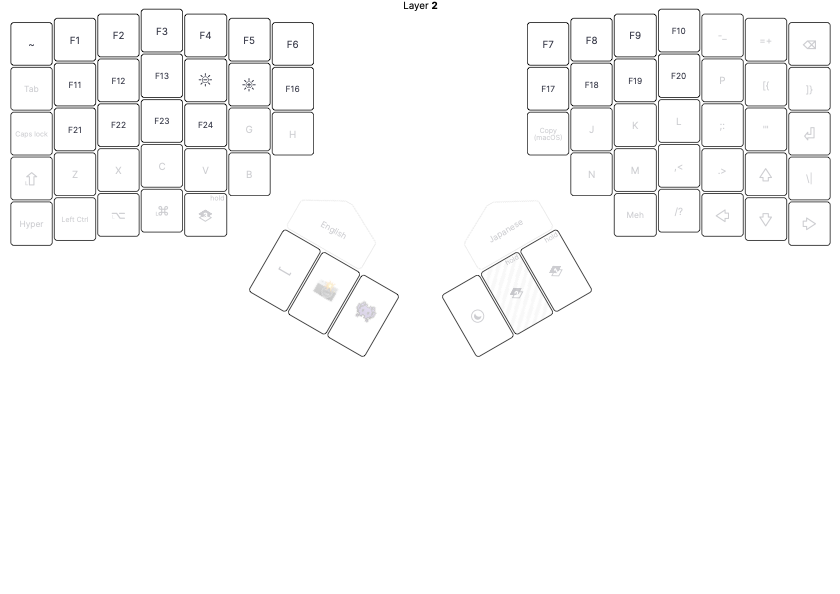 Layer 2
~ F1 F2 F3 F4 F5 F6
F7 F8 F9 F10 -_ =+
Tab F11 F12 F13 F16
F17 F18 F19 F20 P [{ ]}
Caps lock F21 F22 F23 F24 G H
Copy
(macOS)
J K L ;: '"
Z X C V B
N M ,< .> \|
Hyper Left Ctrl hold
Meh /?
English
Japanese
hold
hold